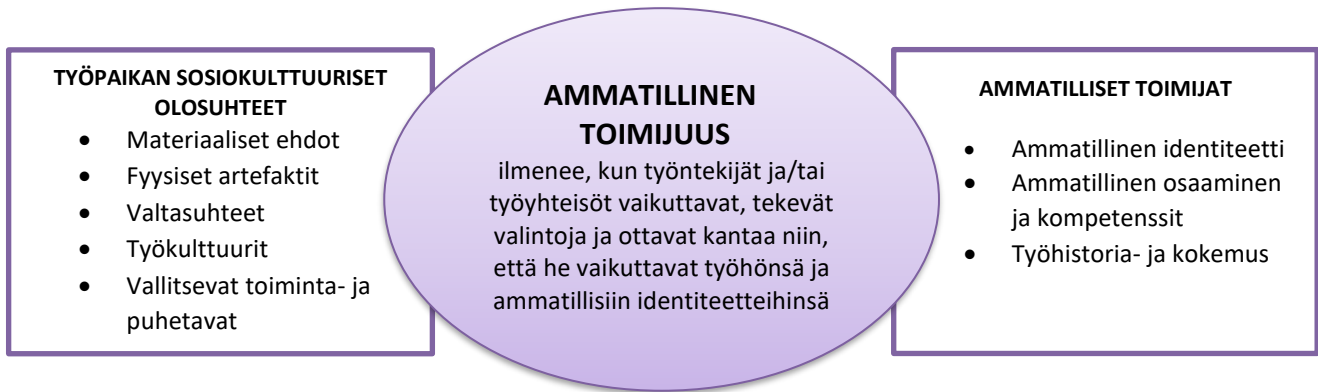 TYÖPAIKAN SOSIOKULTTUURISET
OLOSUHTEET
• Materiaaliset ehdot
• Fyysiset artefaktit
• Valtasuhteet
• Työkulttuurit
• Vallitsevat toiminta- ja
puhetavat
AMMATILLINEN
TOIMIJUUS
ilmenee, kun työntekijät ja/tai
työyhteisöt vaikuttavat, tekevät
valintoja ja ottavat kantaa niin,
että he vaikuttavat työhönsä ja
ammatillisiin identiteetteihinsä
AMMATILLISET TOIMIJAT
• Ammatillinen identiteetti
• Ammatillinen osaaminen
ja kompetenssit
• Työhistoria- ja kokemus